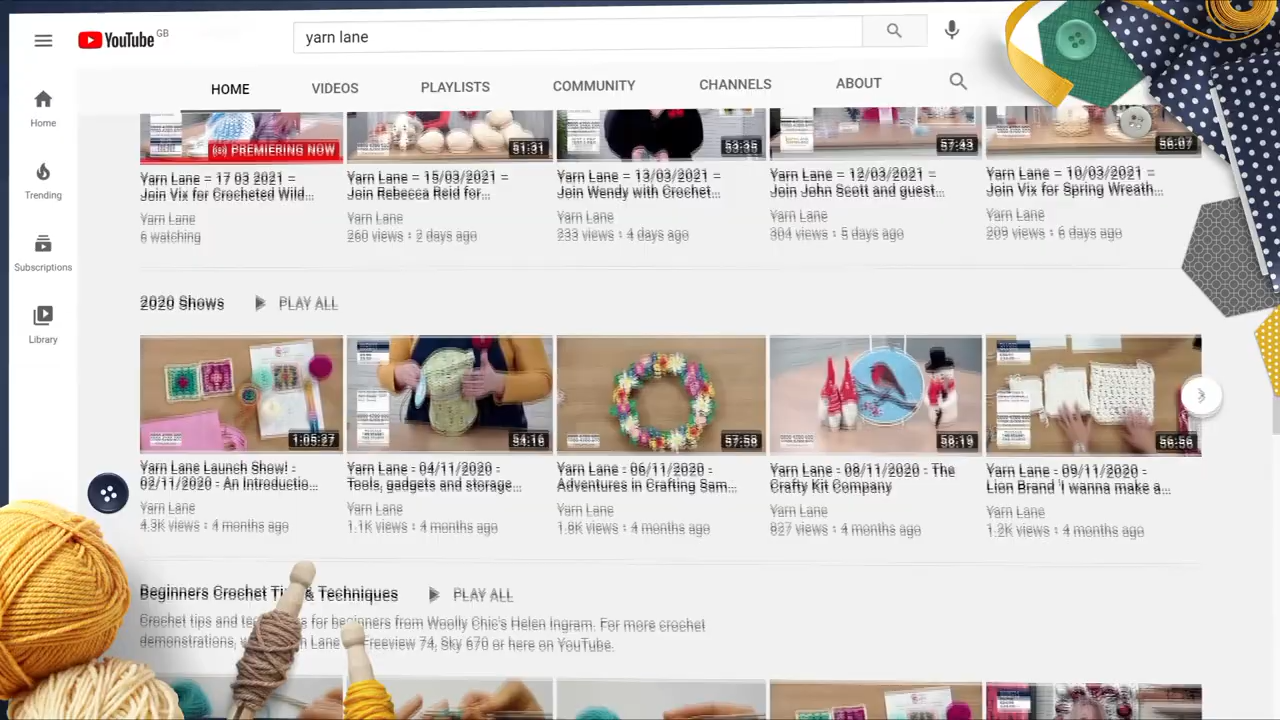 YouTube GB
yarn lane
HOME VIDEOS PLAYLISTS COMMUNITY CHANNELS ABOUT
Home
Trending
Subscriptions
Library
PREMIERING NOW
51:31
53:35
57:43
56:07
Yarn Lane - 17 03 2021 =
Join Vix for Crocheted Wild...
Yarn Lane
6 watching
Yarn Lane - 15/03/2021 =
Join Rebecca Reid for...
Yarn Lane
260 views • 2 days ago
Yarn Lane - 13/03/2021 =
Join Wendy with Crochet...
Yarn Lane
233 views • 4 days ago
Yarn Lane - 12/03/2021 =
Join John Scott and guest...
Yarn Lane
304 views • 5 days ago
Yarn Lane - 10/03/2021 =
Join Vix for Spring Wreath...
Yarn Lane
209 views • 6 days ago
2020 Shows PLAY ALL
1:05:27
54:16
57:58
58:19
56:56
Yarn Lane Launch Show! -
02/11/2020 - An Introductio...
Yarn Lane
4.3K views • 4 months ago
Yarn Lane - 04/11/2020 -
Tools, gadgets and storage...
Yarn Lane
1.1K views • 4 months ago
Yarn Lane - 06/11/2020 -
Adventures in Crafting Sam...
Yarn Lane
1.8K views • 4 months ago
Yarn Lane - 08/11/2020 - The
Crafty Kit Company
Yarn Lane
827 views • 4 months ago
Yarn Lane - 09/11/2020 -
Lion Brand 'I wanna make a...
Yarn Lane
1.2K views • 4 months ago
Beginners Crochet Tips & Techniques PLAY ALL
Crochet tips and for beginners from Woolly Chic's Helen Ingram. For more crochet
demonstrations, Lane Freeview 74, Sky 670 or here on YouTube.